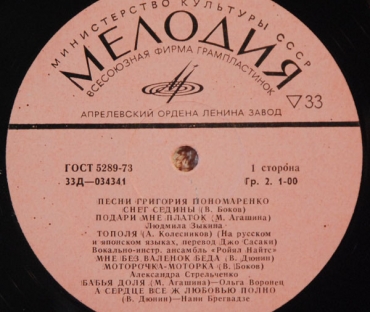 МИНИСТЕРСТВО КУЛЬТУРЫ СССР
МЕЛОДИЯ
ВСЕСОЮЗНАЯ ФИРМА ГРАМПЛАСТИНОК
▽33
АПРЕЛЕВСКИЙ ОРДЕНА ЛЕНИНА ЗАВОД
ГОСТ 5289-73
1 сторона
33Д—034341
Гр. 2. 1-00
ПЕСНИ ГРИГОРИЯ ПОНОМАРЕНКО
СНЕГ СЕДИНЫ (В. Боков)
ПОДАРИ МНЕ ПЛАТОК (М. Агашина)
Людмила Зыкина
ТОПОЛЯ (А. Колесников) (На русском
и японском языках, перевод Джо Сасаки)
Вокально-инстр. ансамбль «Ройял Найтс»
МНЕ БЕЗ ВАЛЕНОК БЕДА (В. Дюнин)
МОТОРОЧКА-МОТОРКА (В. Боков)
Александра Стрельченко
БАБЬЯ ДОЛЯ (М. Агашина)—Ольга Воронец
А СЕРДЦЕ ВСЕ Ж ЛЮБОВЬЮ ПОЛНО
(В. Дюнин)—Нани Брегвадзе